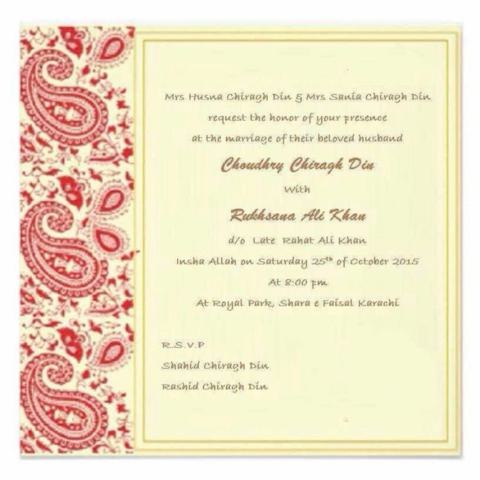 Mrs Husna Chiragh Din & Mrs Sania Chiragh Din
request the honor of your presence
at the marriage of their beloved husband
Choudhry Chiragh Din
With
Rukhsana Ali Khan
d/o Late Rahat Ali Khan
Insha Allah on Saturday 25th of October 2015
At 8:00 pm
At Royal Park, Shara e Faisal Karachi
R.S.V.P
Shahid Chiragh Din
Rashid Chiragh Din